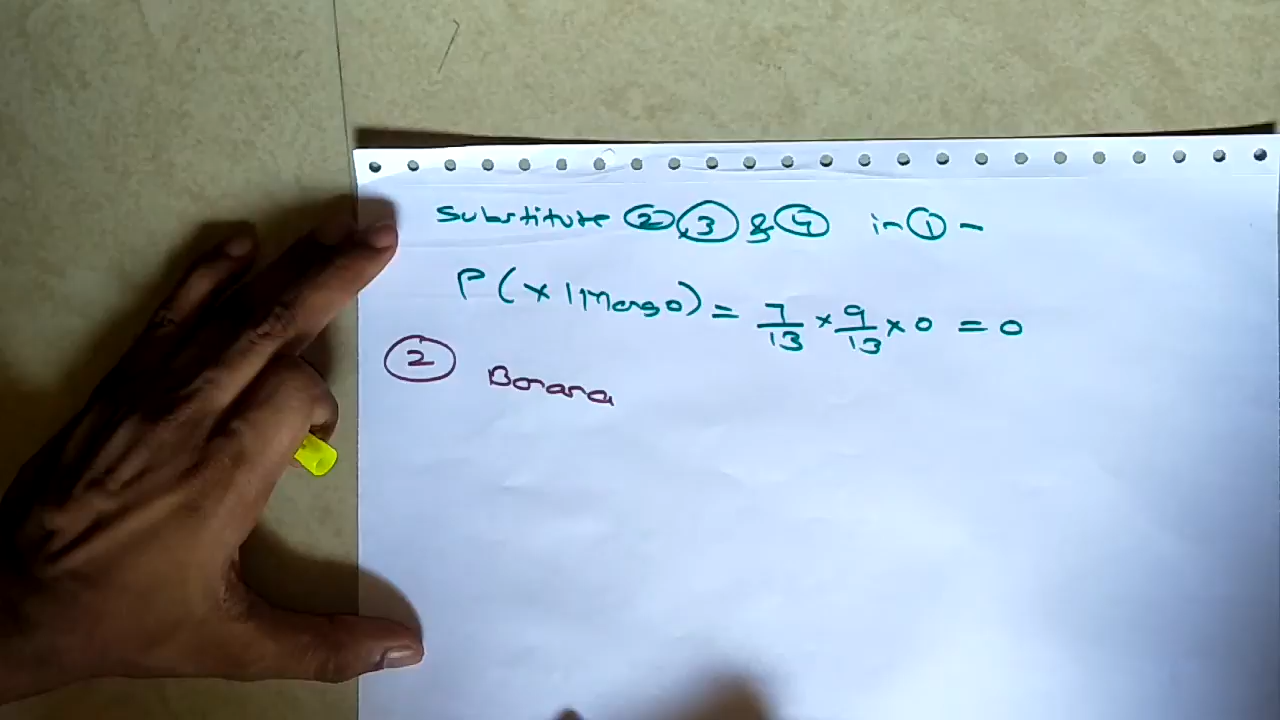 Substitute ②,③ & ④ in ① –
P(X | Mango) = 7/13 × 9/13 × 0 = 0
② Banana